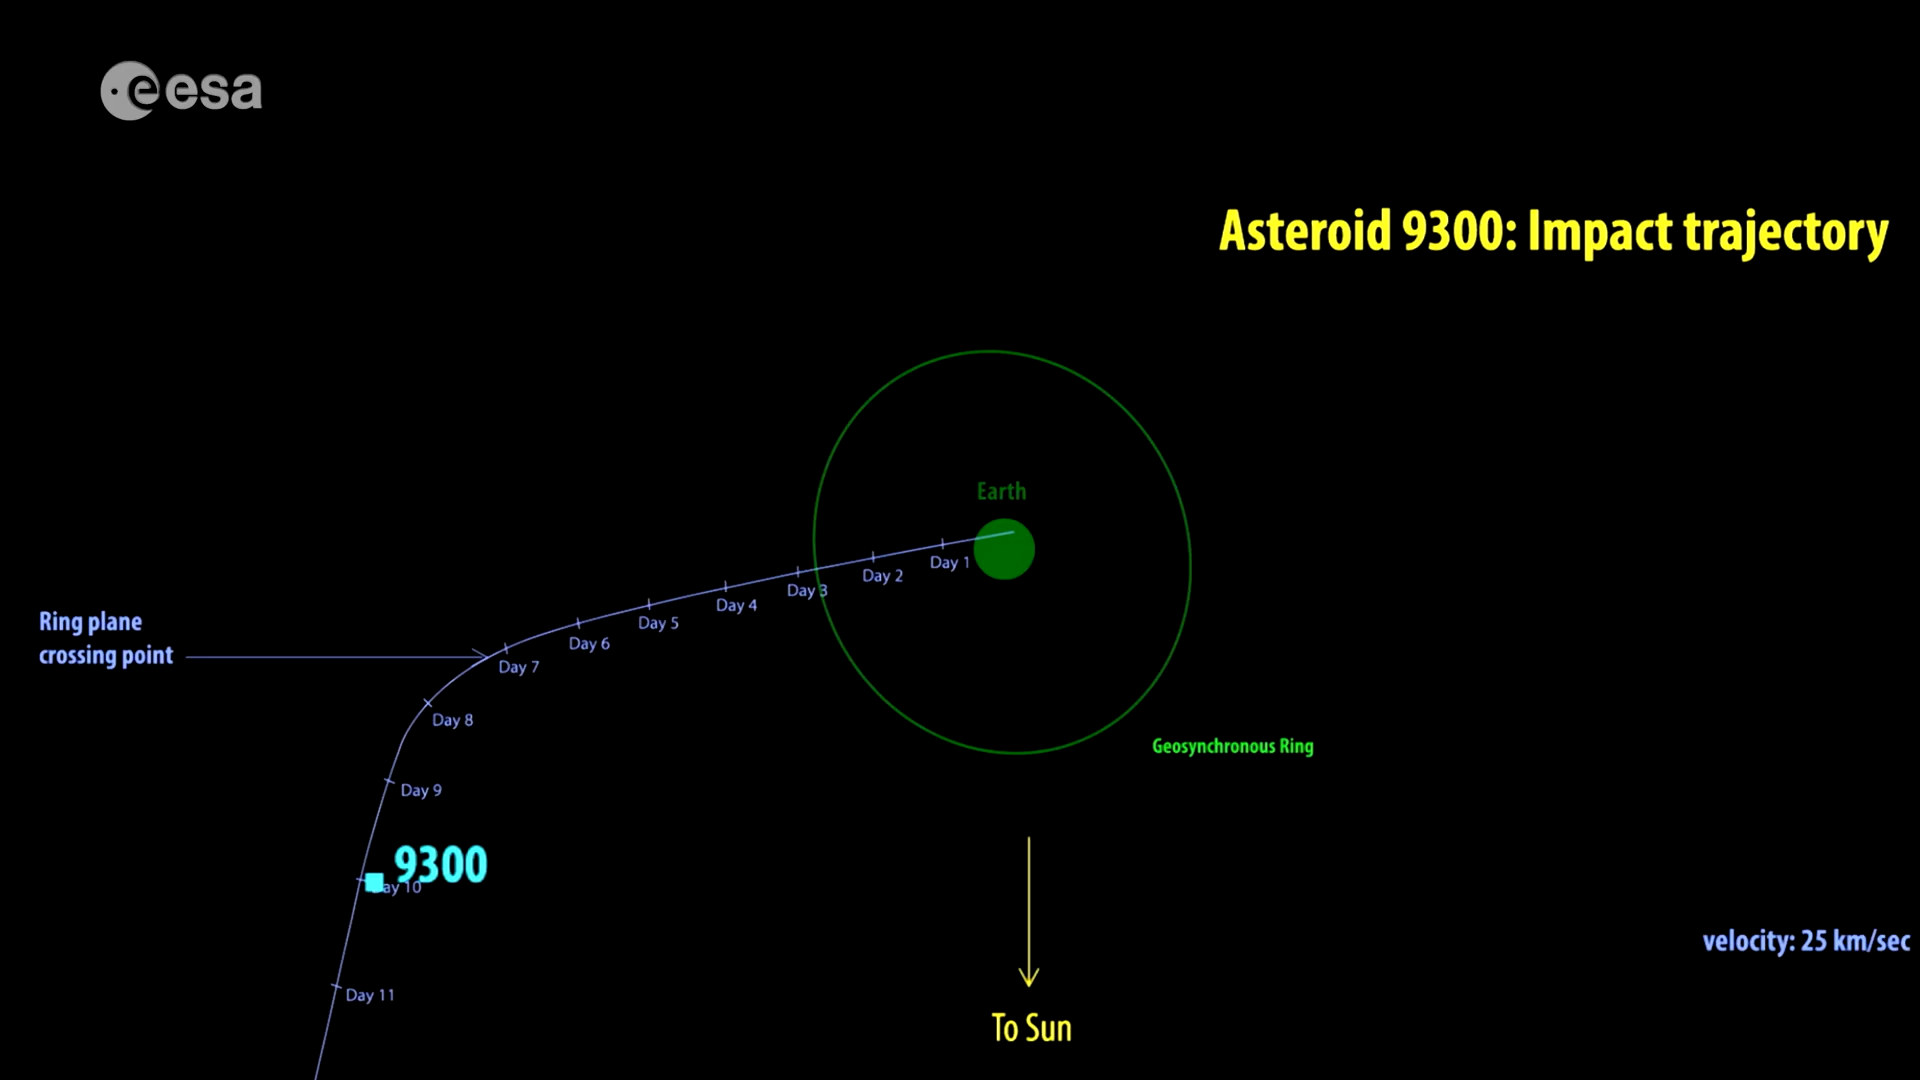 esa
Asteroid 9300: Impact trajectory
Earth
Day 1
Day 2
Day 3
Day 4
Day 5
Day 6
Day 7
Ring plane
crossing point
Day 8
Geosynchronous Ring
Day 9
9300
Day 10
velocity: 25 km/sec
Day 11
To Sun